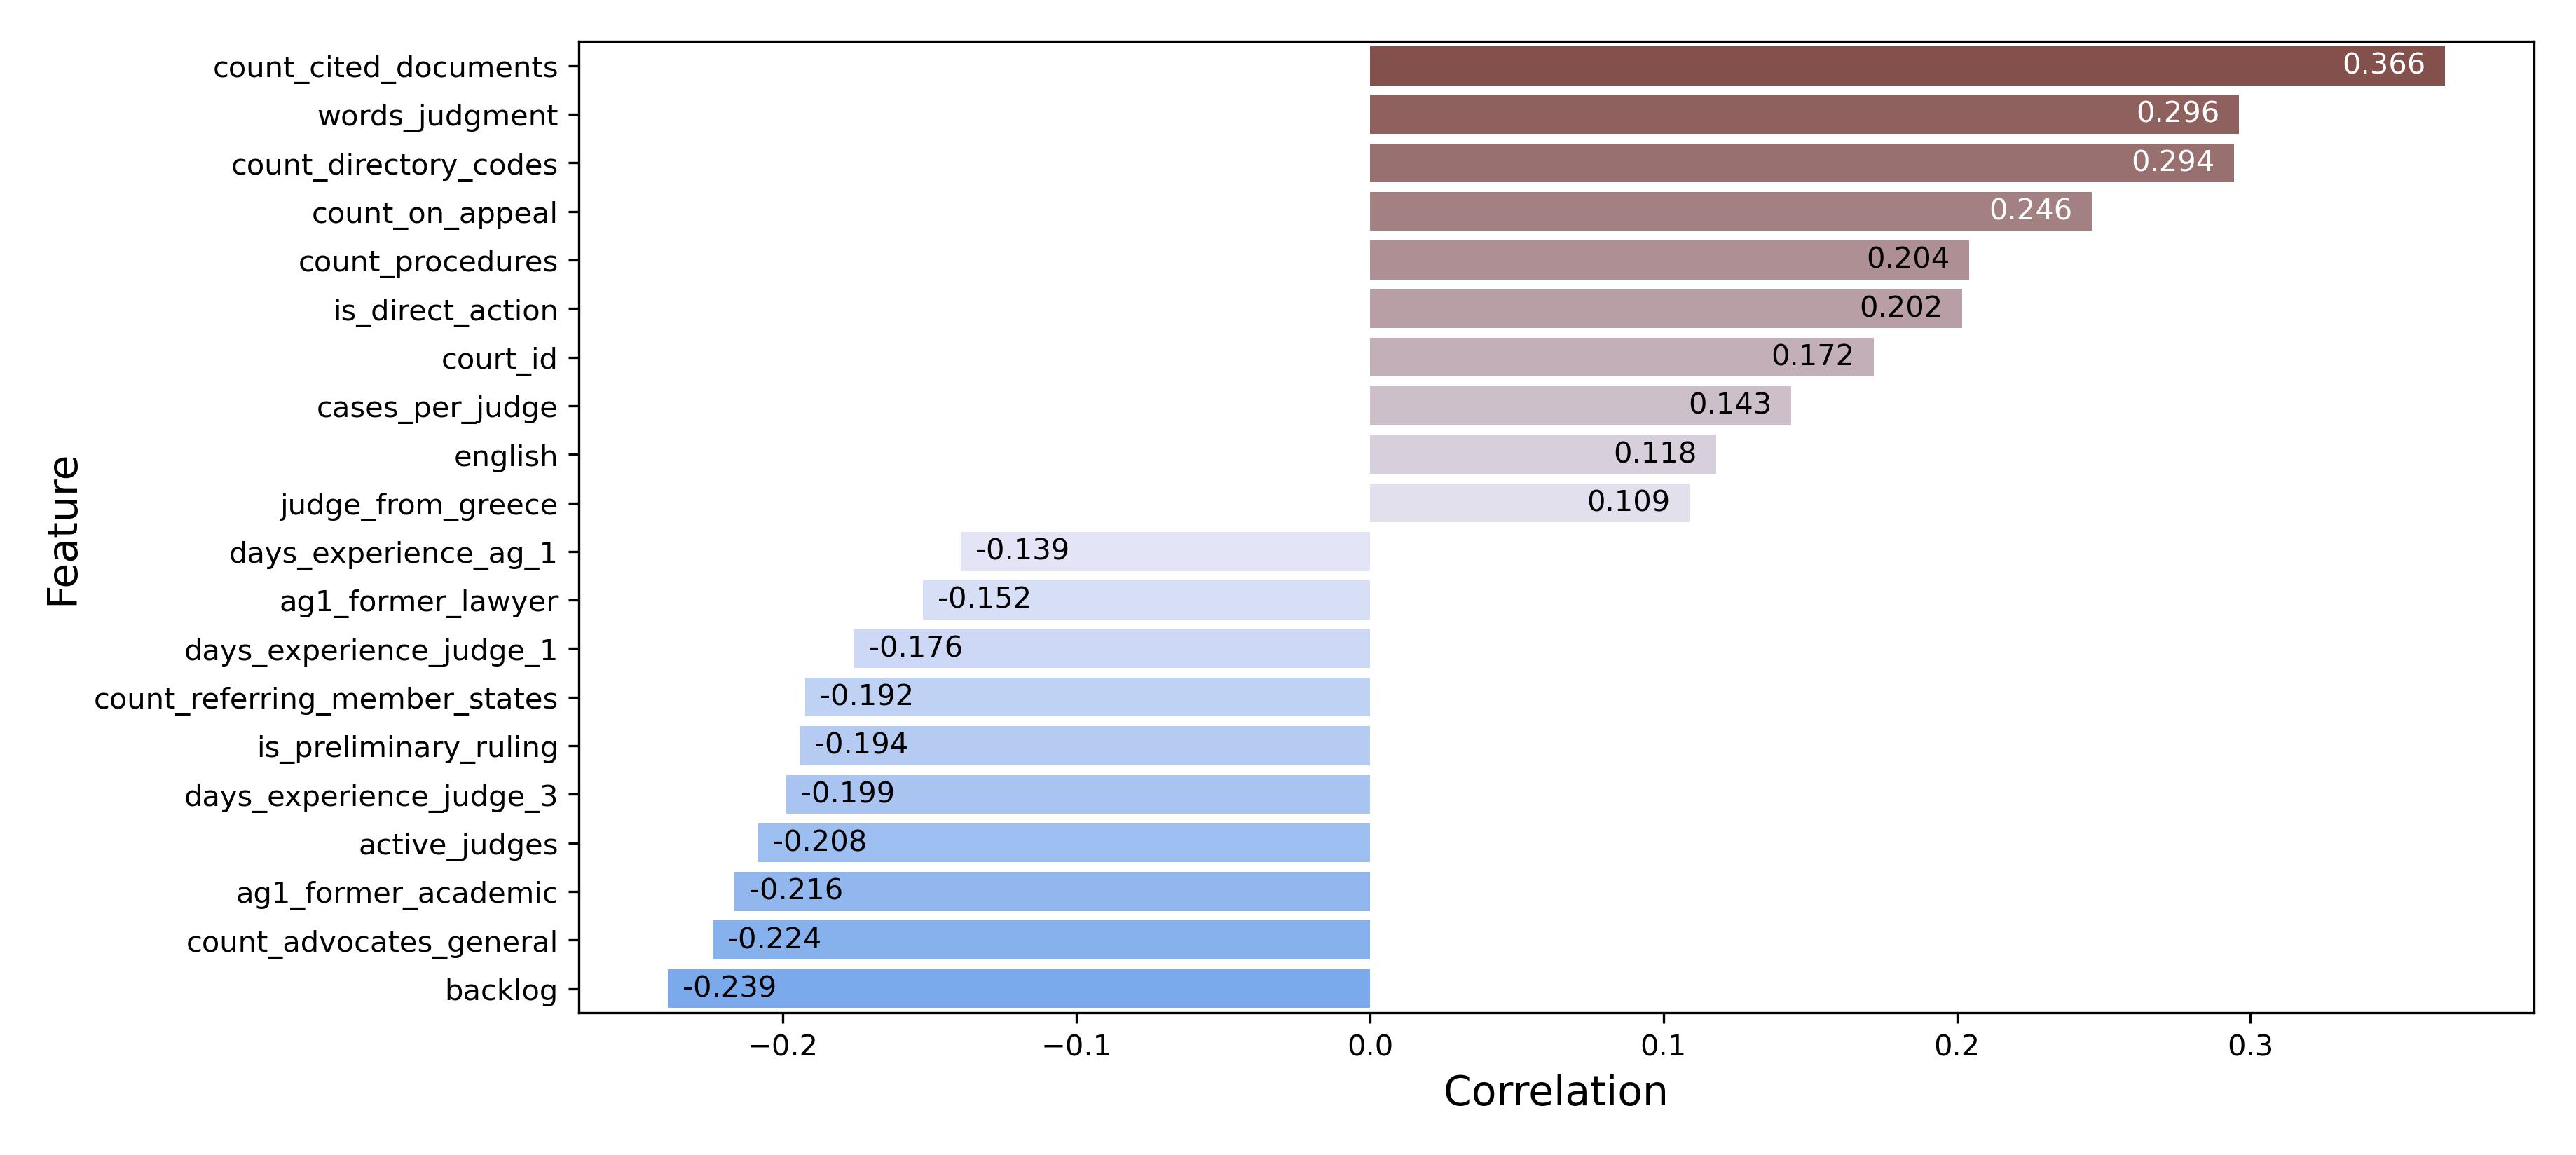 Feature
count_cited_documents 0.366
words_judgment 0.296
count_directory_codes 0.294
count_on_appeal 0.246
count_procedures 0.204
is_direct_action 0.202
court_id 0.172
cases_per_judge 0.143
english 0.118
judge_from_greece 0.109
days_experience_ag_1 -0.139
ag1_former_lawyer -0.152
days_experience_judge_1 -0.176
count_referring_member_states -0.192
is_preliminary_ruling -0.194
days_experience_judge_3 -0.199
active_judges -0.208
ag1_former_academic -0.216
count_advocates_general -0.224
backlog -0.239
−0.2 −0.1 0.0 0.1 0.2 0.3
Correlation